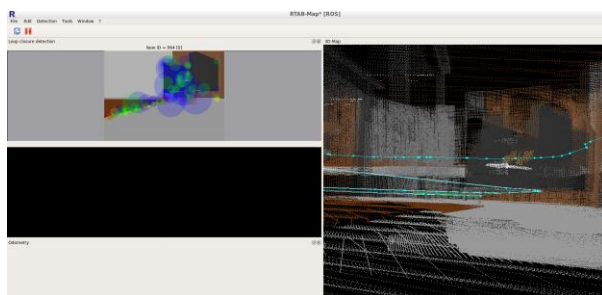 RTAB-Map* [ROS]
File Edit Detection Tools Window ?
Loop closure detection
3D Map
Odometry